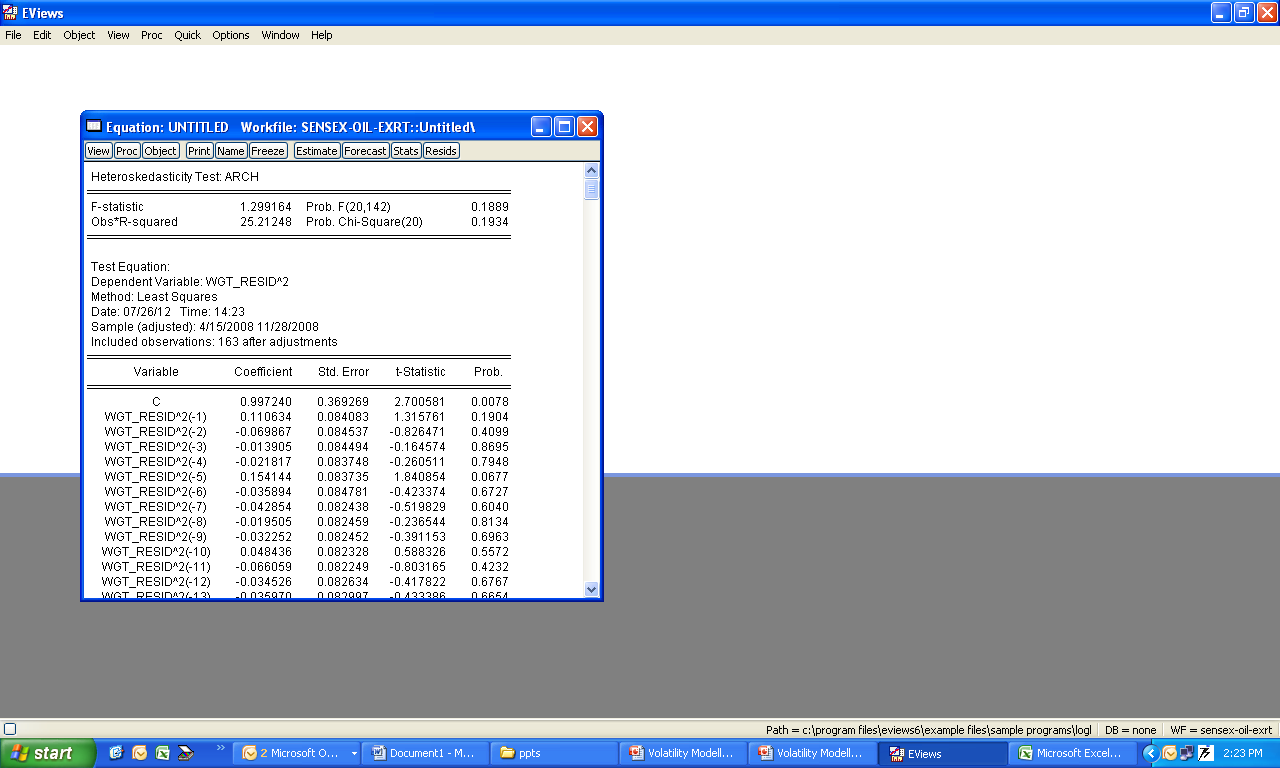 EViews
File Edit Object View Proc Quick Options Window Help
Equation: UNTITLED Workfile: SENSEX-OIL-EXRT::Untitled\
View Proc Object Print Name Freeze Estimate Forecast Stats Resids
Heteroskedasticity Test: ARCH
F-statistic 1.299164 Prob. F(20,142) 0.1889
Obs*R-squared 25.21248 Prob. Chi-Square(20) 0.1934
Test Equation:
Dependent Variable: WGT_RESID^2
Method: Least Squares
Date: 07/26/12 Time: 14:23
Sample (adjusted): 4/15/2008 11/28/2008
Included observations: 163 after adjustments
Variable Coefficient Std. Error t-Statistic Prob.
C 0.997240 0.369269 2.700581 0.0078
WGT_RESID^2(-1) 0.110634 0.084083 1.315761 0.1904
WGT_RESID^2(-2) -0.069867 0.084537 -0.826471 0.4099
WGT_RESID^2(-3) -0.013905 0.084494 -0.164574 0.8695
WGT_RESID^2(-4) -0.021817 0.083748 -0.260511 0.7948
WGT_RESID^2(-5) 0.154144 0.083735 1.840854 0.0677
WGT_RESID^2(-6) -0.035894 0.084781 -0.423374 0.6727
WGT_RESID^2(-7) -0.042854 0.082438 -0.519829 0.6040
WGT_RESID^2(-8) -0.019505 0.082459 -0.236544 0.8134
WGT_RESID^2(-9) -0.032252 0.082452 -0.391153 0.6963
WGT_RESID^2(-10) 0.048436 0.082328 0.588326 0.5572
WGT_RESID^2(-11) -0.066059 0.082249 -0.803165 0.4232
WGT_RESID^2(-12) -0.034526 0.082634 -0.417822 0.6767
WGT_RESID^2(-13) -0.035970 0.082997 -0.433386 0.6654
Path = c:\program files\eviews6\example files\sample programs\logl DB = none WF = sensex-oil-exrt
start 2 Microsoft O... Document1 - M... ppts Volatility Modell... Volatility Modell... EViews Microsoft Excel... 2:23 PM